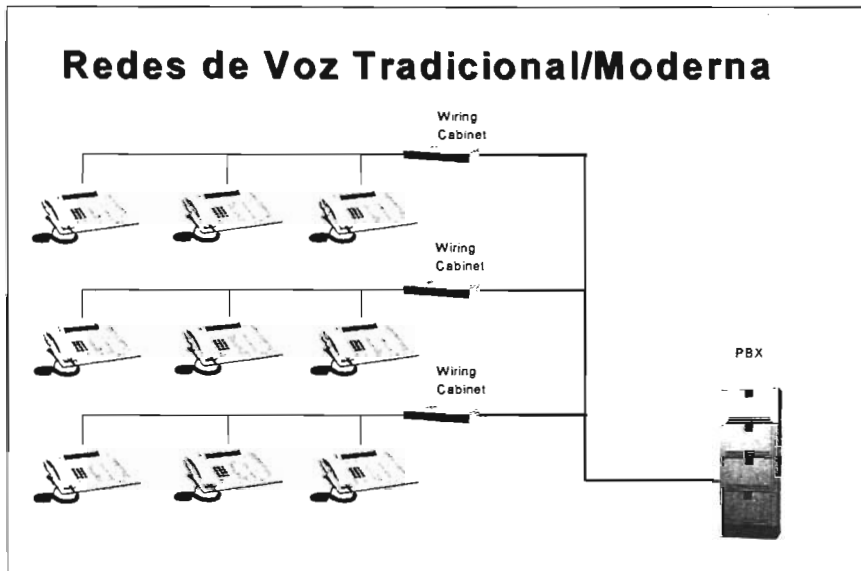 Redes de Voz Tradicional/Moderna
Wiring
Cabinet
Wiring
Cabinet
Wiring
Cabinet
PBX